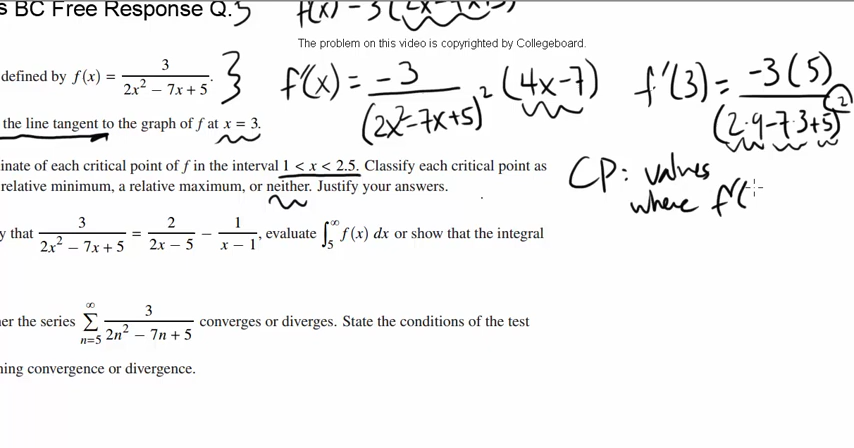 s BC Free Response Q.5
f(x) = 3(2x²-7x+5)
The problem on this video is copyrighted by Collegeboard.
defined by f(x) = 3 / (2x² − 7x + 5). }
f'(x) = -3 / (2x²-7x+5)² (4x-7)
f'(3) = -3(5) / (2·9-7·3+5)²
the line tangent to the graph of f at x = 3.
inate of each critical point of f in the interval 1 < x < 2.5. Classify each critical point as
relative minimum, a relative maximum, or neither. Justify your answers.
CP: values
where f'(
y that 3 / (2x² − 7x + 5) = 2 / (2x − 5) − 1 / (x − 1), evaluate ∫₅^∞ f(x) dx or show that the integral
er the series ∑_{n=5}^∞ 3 / (2n² − 7n + 5) converges or diverges. State the conditions of the test
ning convergence or divergence.